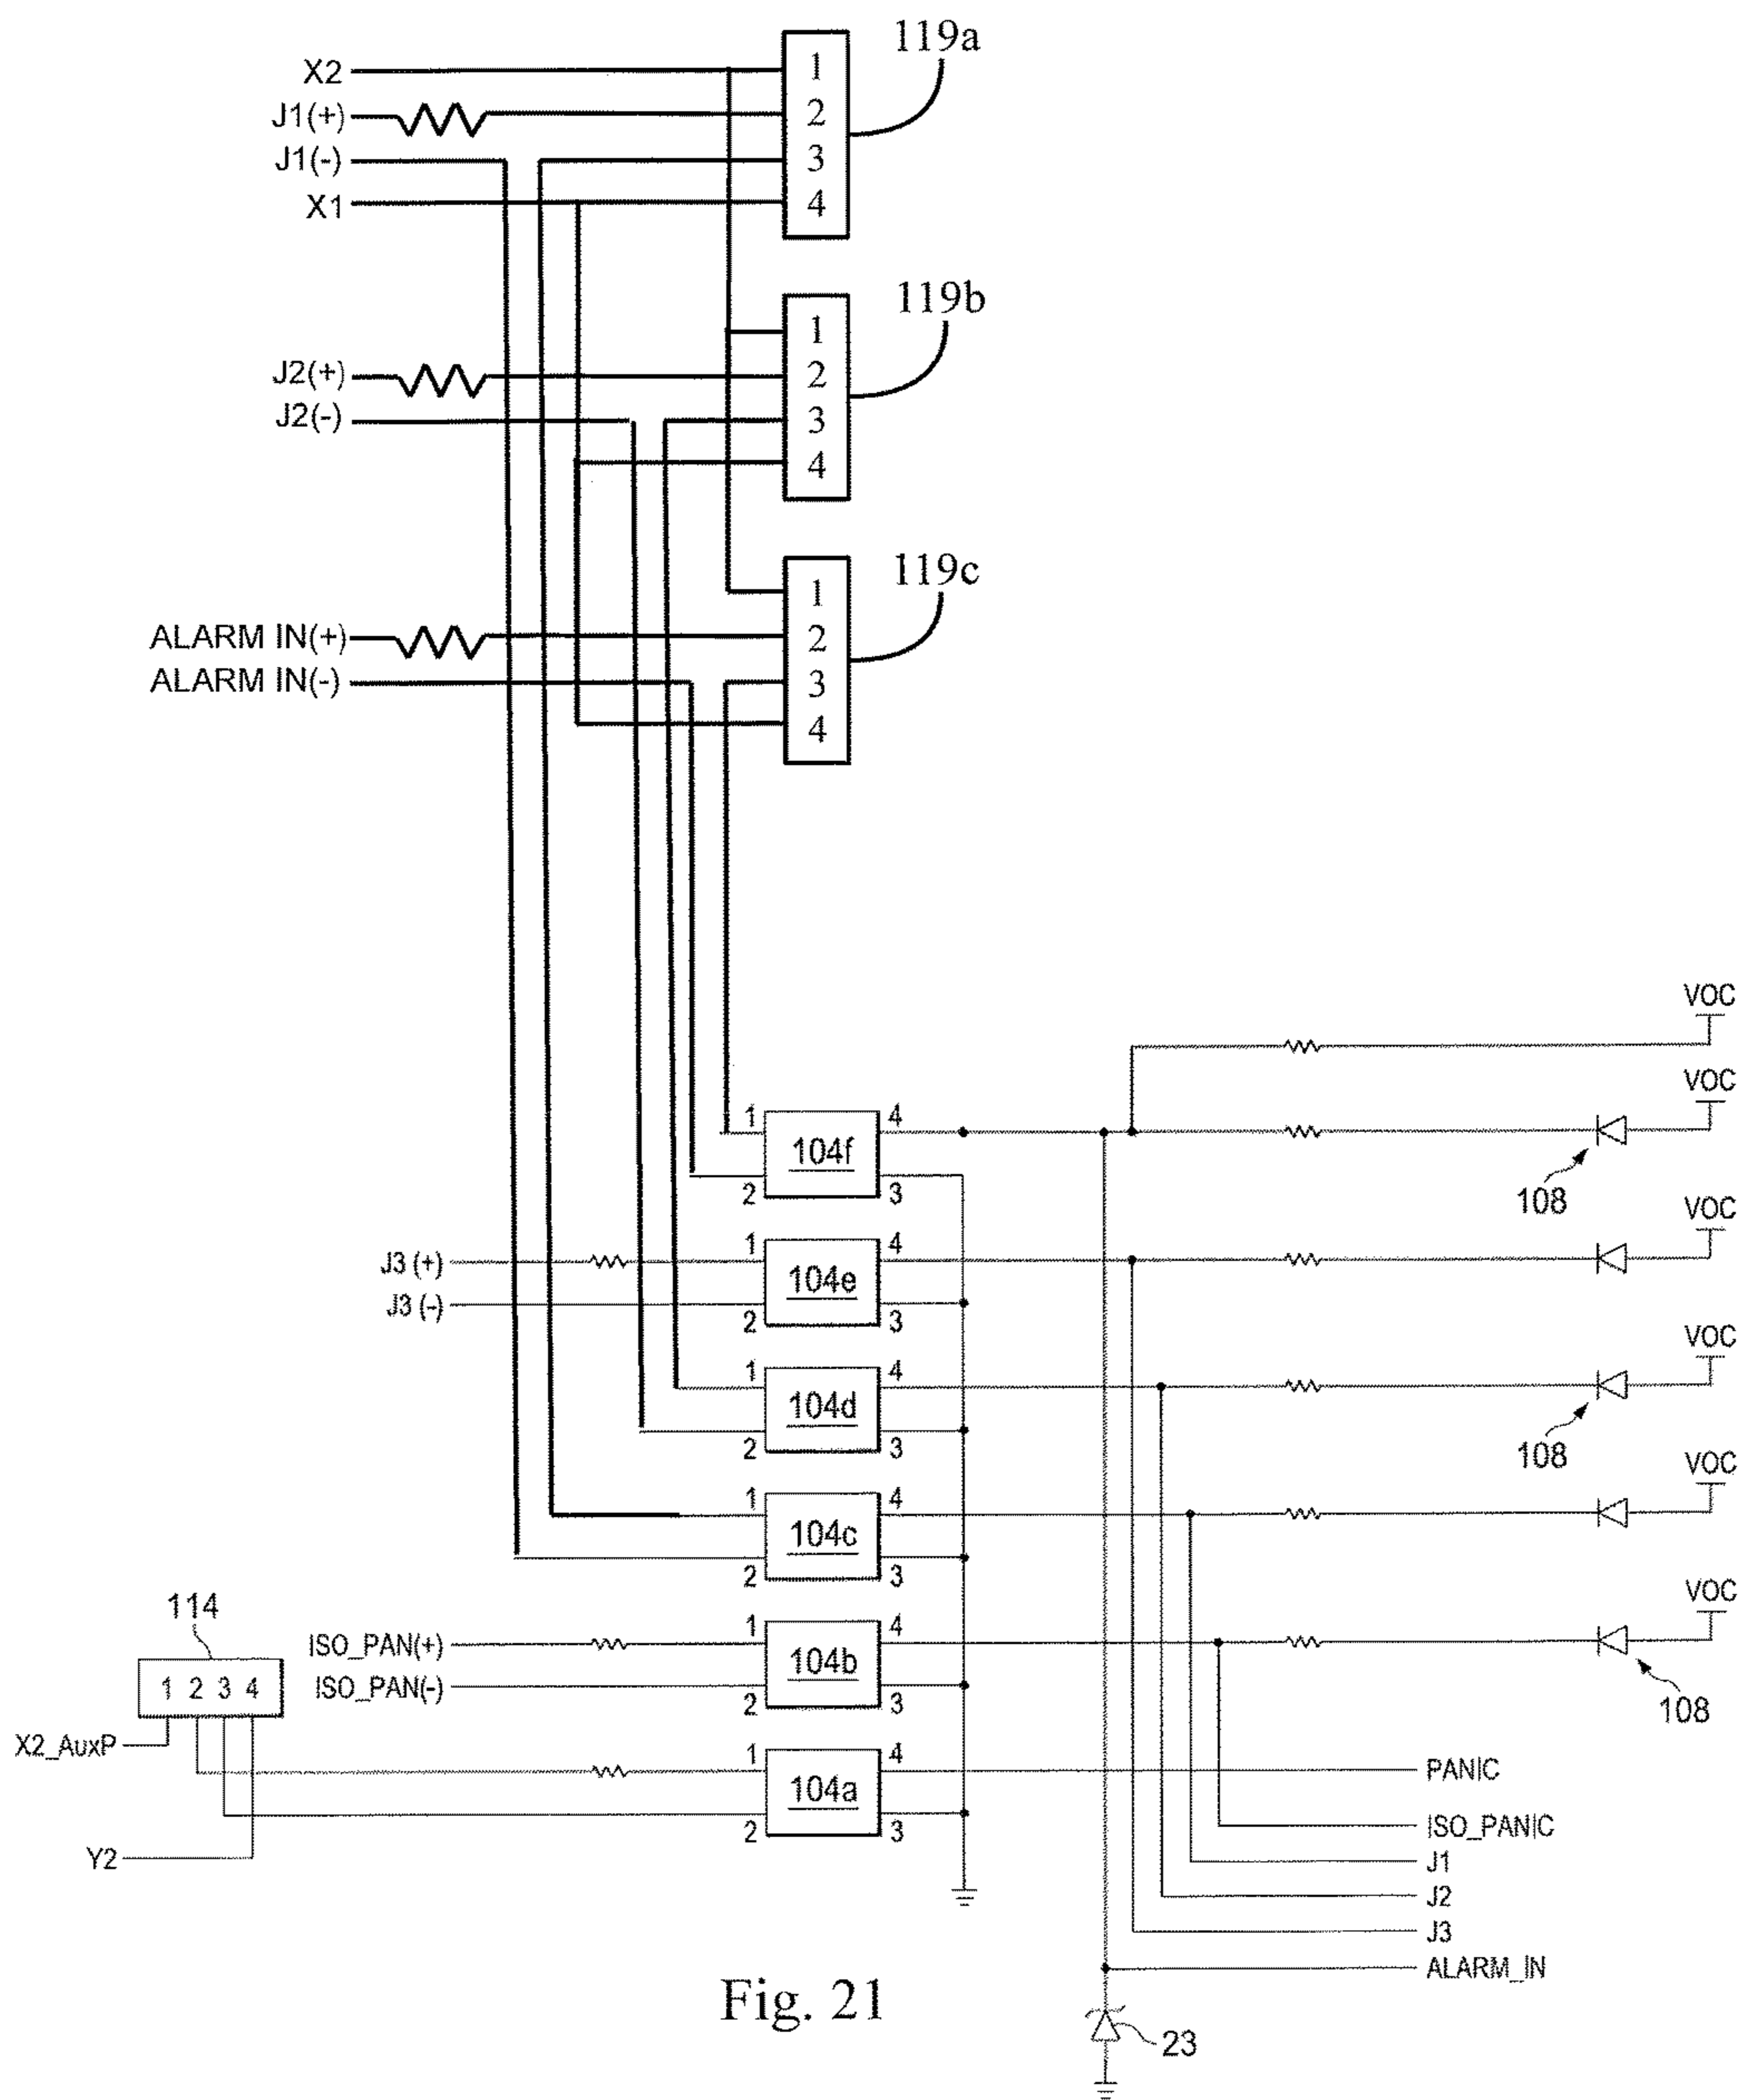 119a
X2 1
J1(+) 2
J1(-) 3
X1 4
119b
1
J2(+) 2
J2(-) 3
4
119c
1
ALARM IN(+) 2
ALARM IN(-) 3
4
VOC
VOC
1 104f 4
2 3
108
VOC
J3 (+) 1 104e 4
J3 (-) 2 3
VOC
1 104d 4
2 3
108
VOC
1 104c 4
2 3
114
VOC
ISO_PAN(+) 1 104b 4
1 2 3 4
ISO_PAN(-) 2 3
108
X2_AuxP
1 104a 4 PANIC
2 3
ISO_PANIC
Y2
J1
J2
J3
ALARM_IN
Fig. 21
23